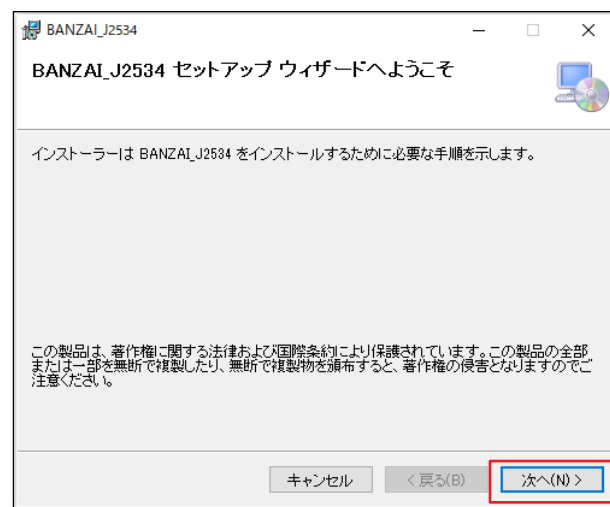 BANZAI_J2534
BANZAI_J2534 セットアップ ウィザードへようこそ
インストーラーは BANZAI_J2534 をインストールするために必要な手順を示します。
この製品は、著作権に関する法律および国際条約により保護されています。この製品の全部
または一部を無断で複製したり、無断で複製物を頒布すると、著作権の侵害となりますのでご
注意ください。
キャンセル
< 戻る(B)
次へ(N) >